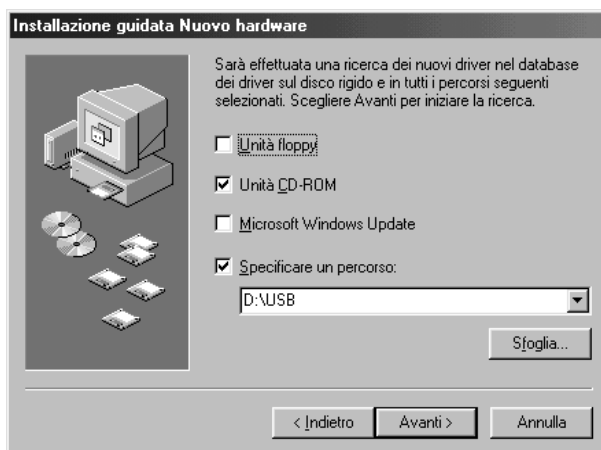 Installazione guidata Nuovo hardware
Sarà effettuata una ricerca dei nuovi driver nel database
dei driver sul disco rigido e in tutti i percorsi seguenti
selezionati. Scegliere Avanti per iniziare la ricerca.
Unità floppy
Unità CD-ROM
Microsoft Windows Update
Specificare un percorso:
D:\USB
Sfoglia...
< Indietro
Avanti >
Annulla